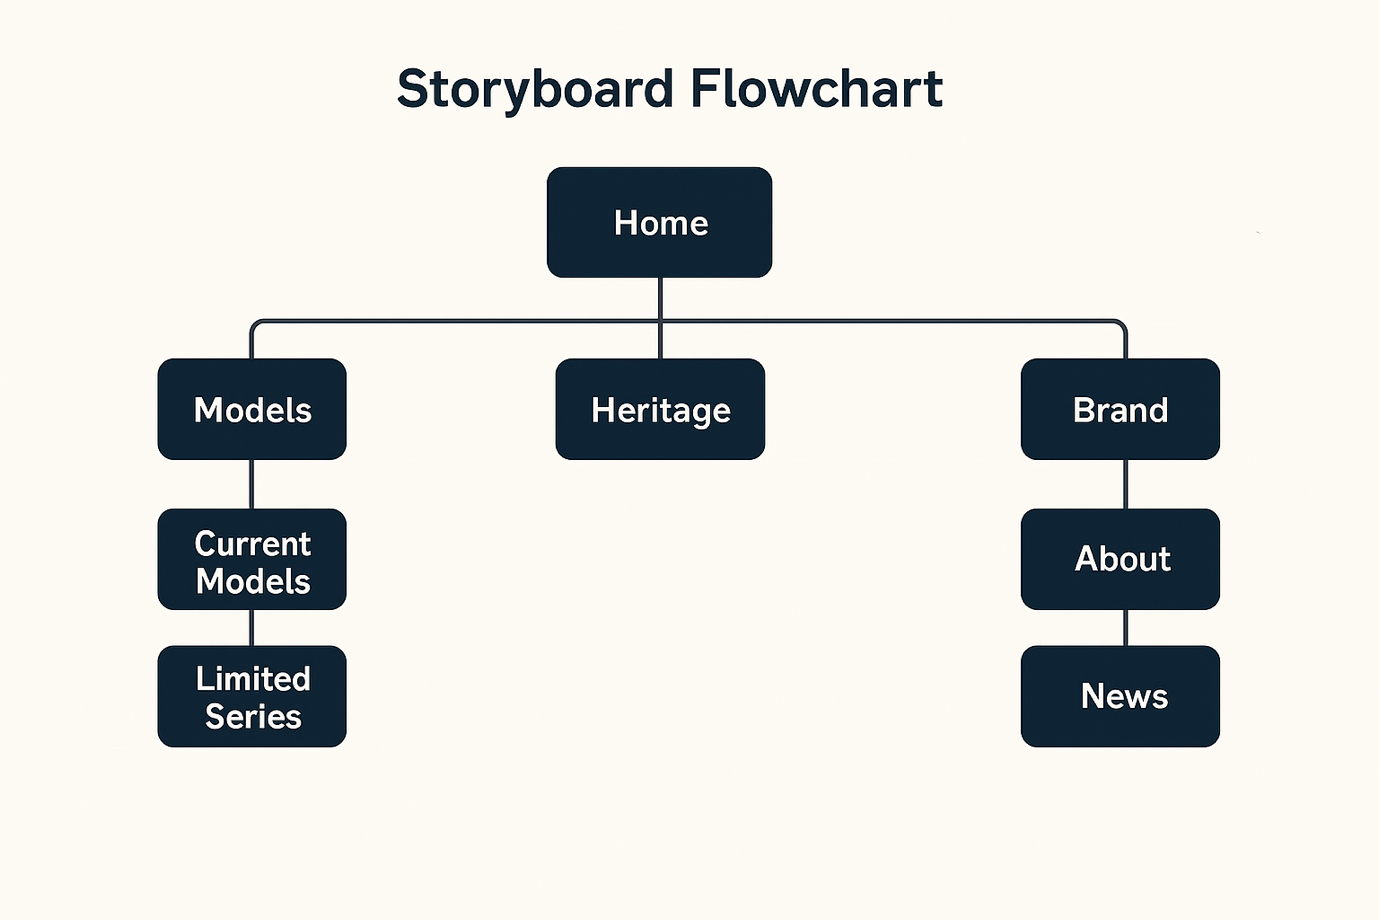 Storyboard Flowchart
Home
Models
Heritage
Brand
Current
Models
About
Limited
Series
News